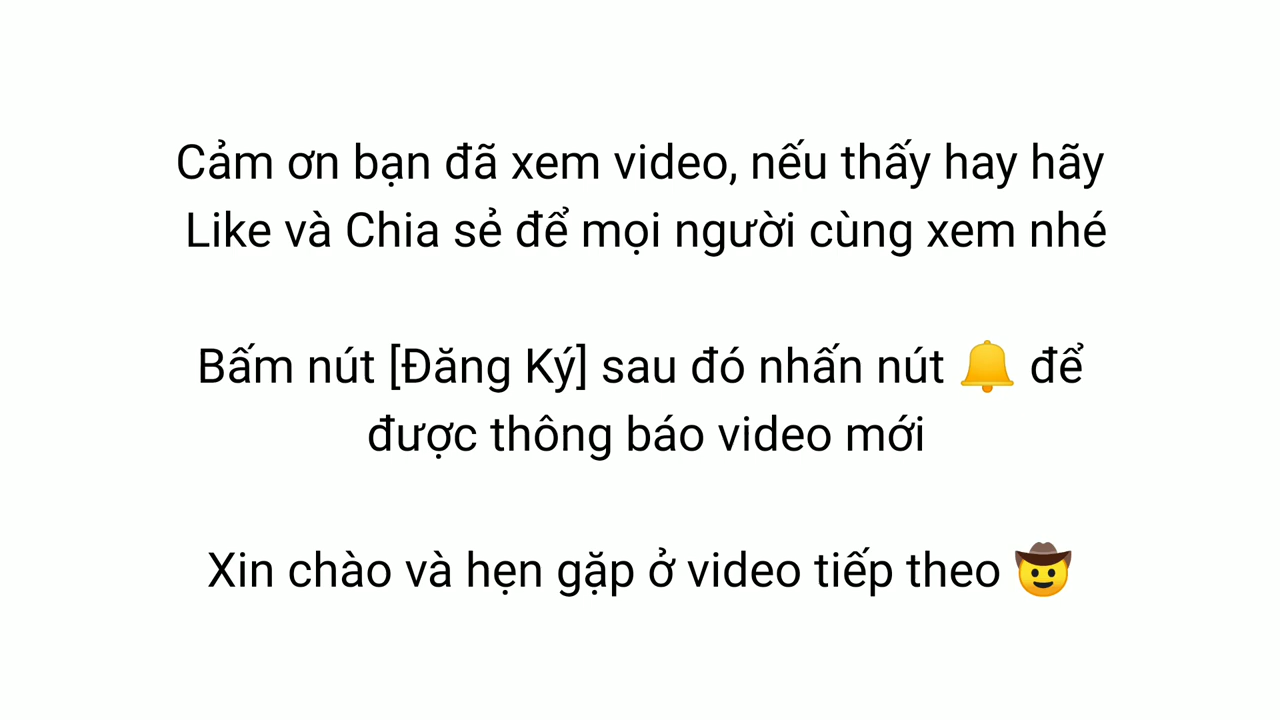 Cảm ơn bạn đã xem video, nếu thấy hay hãy
Like và Chia sẻ để mọi người cùng xem nhé
Bấm nút [Đăng Ký] sau đó nhấn nút 🔔 để
được thông báo video mới
Xin chào và hẹn gặp ở video tiếp theo 🤠